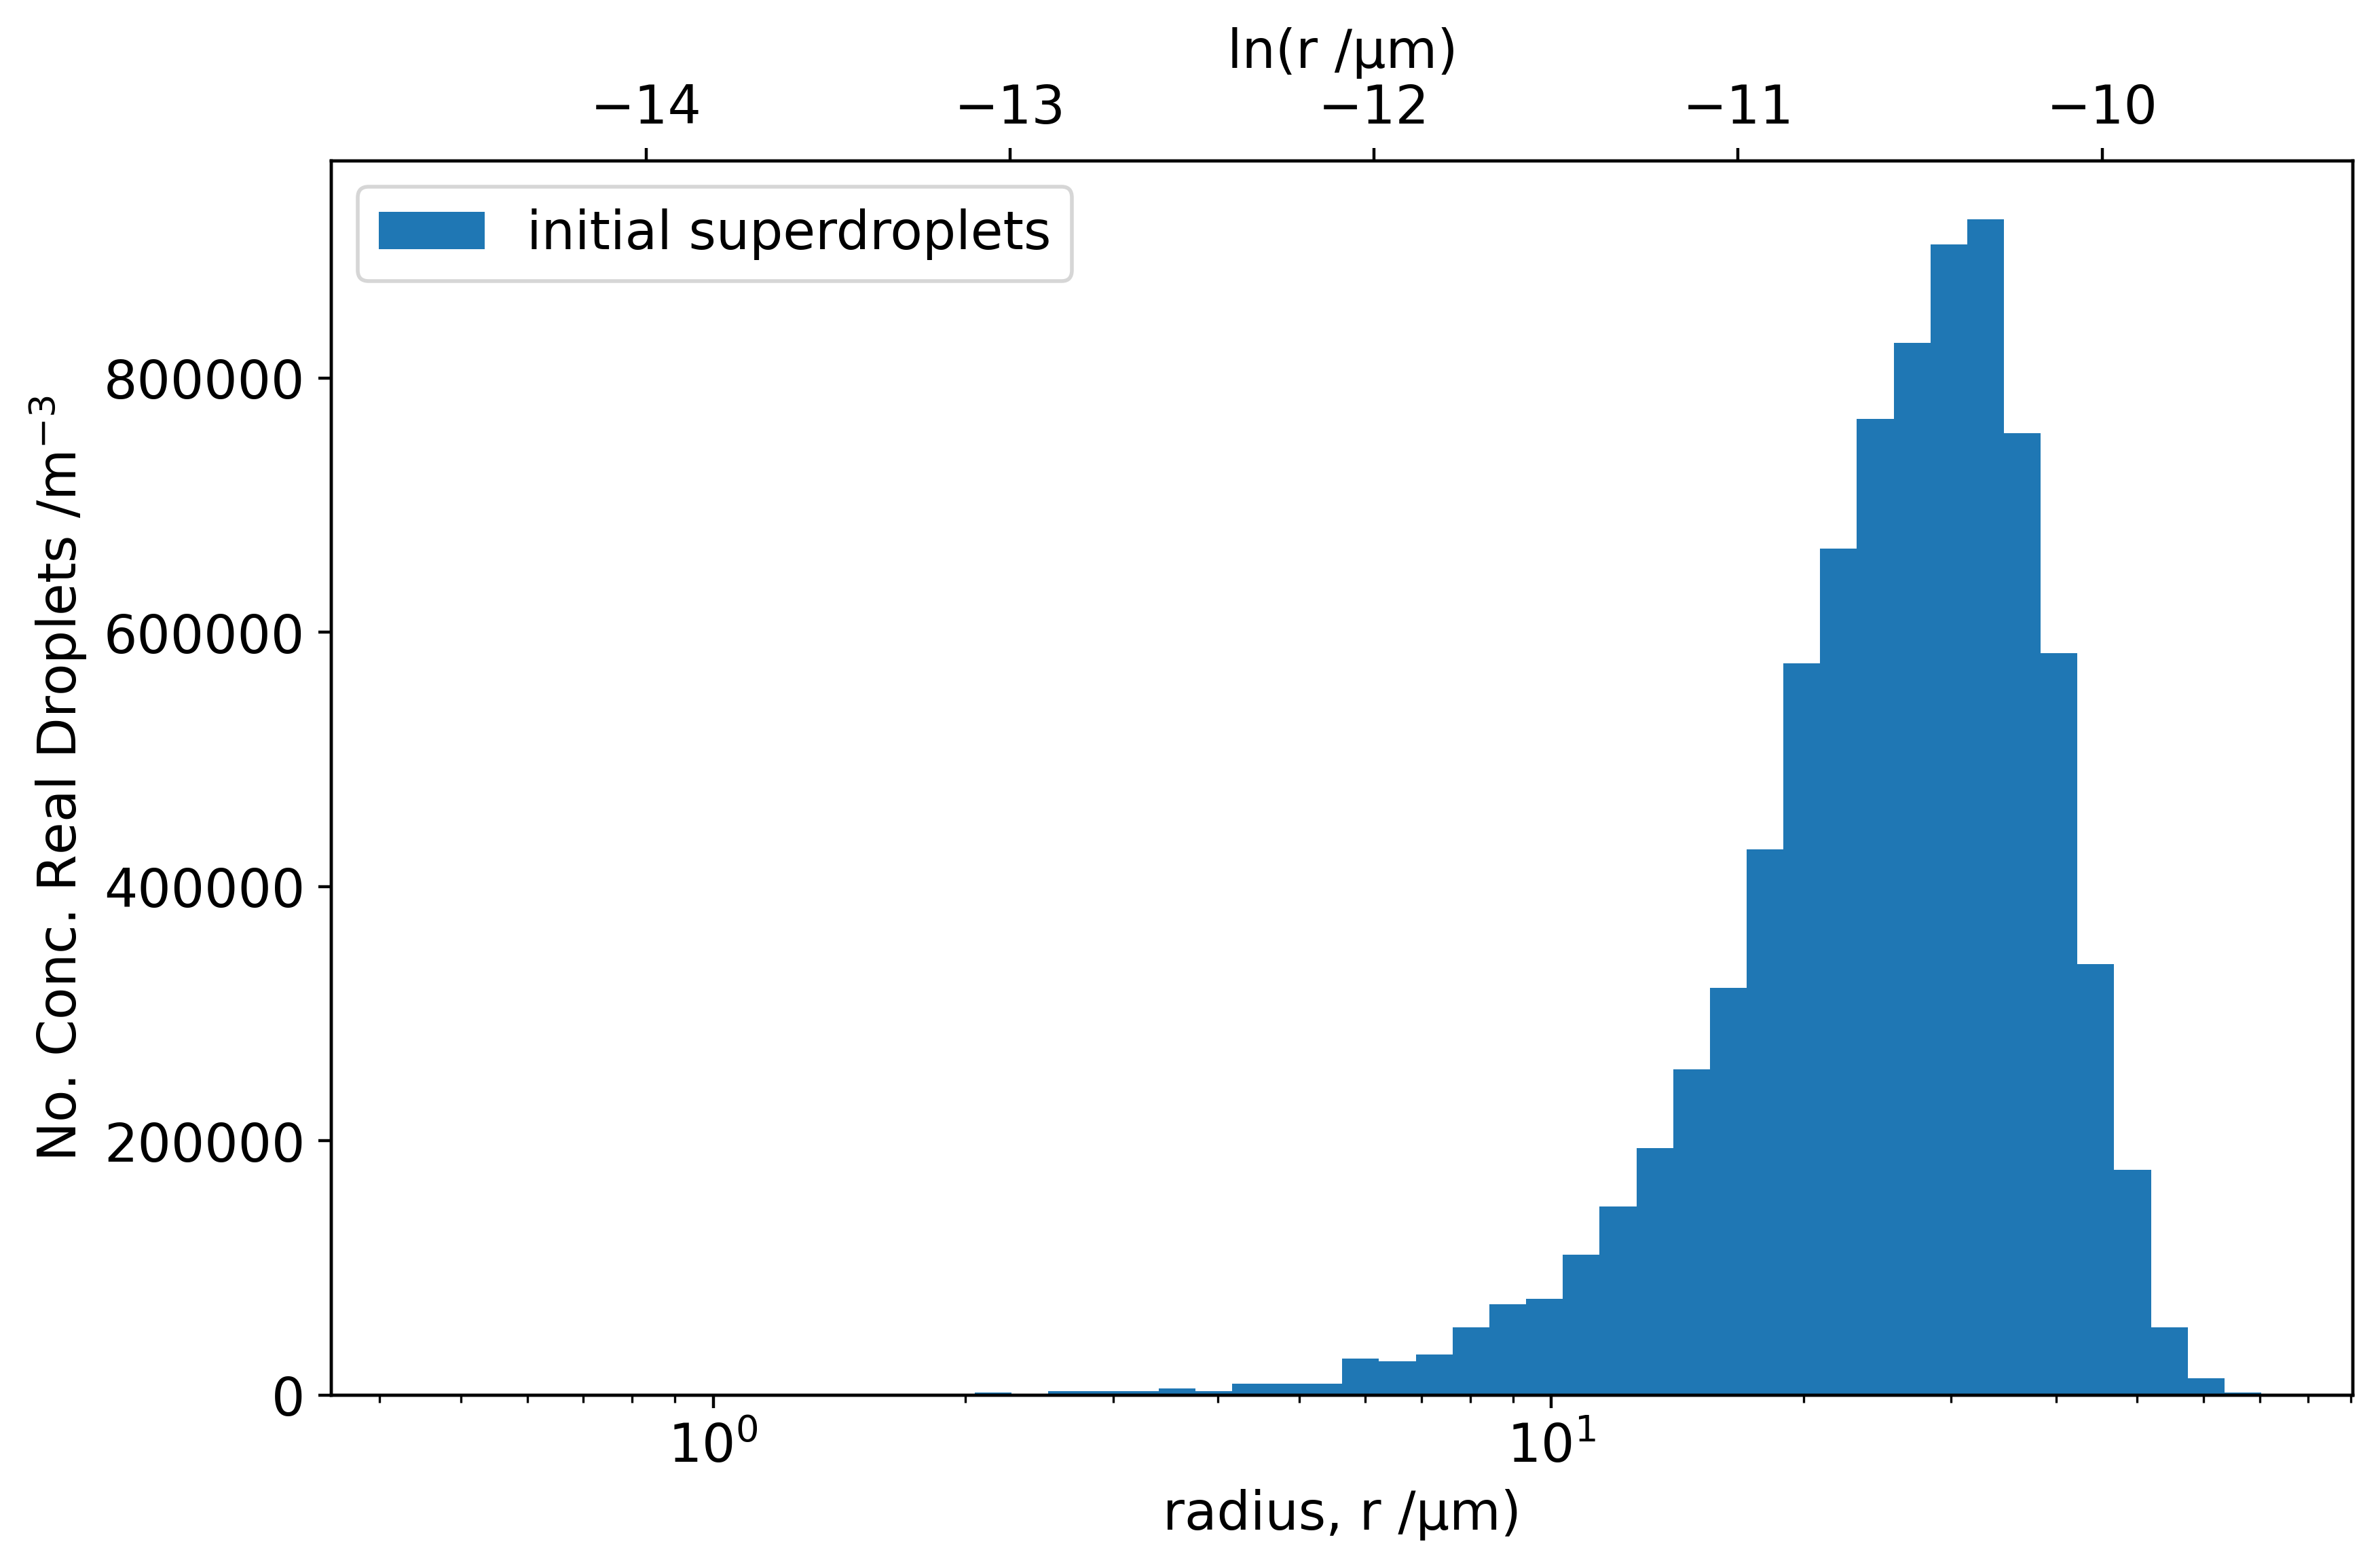 ln(r /µm)
−14 −13 −12 −11 −10
initial superdroplets
No. Conc. Real Droplets /m⁻³
800000
600000
400000
200000
0
10⁰ 10¹
radius, r /µm)